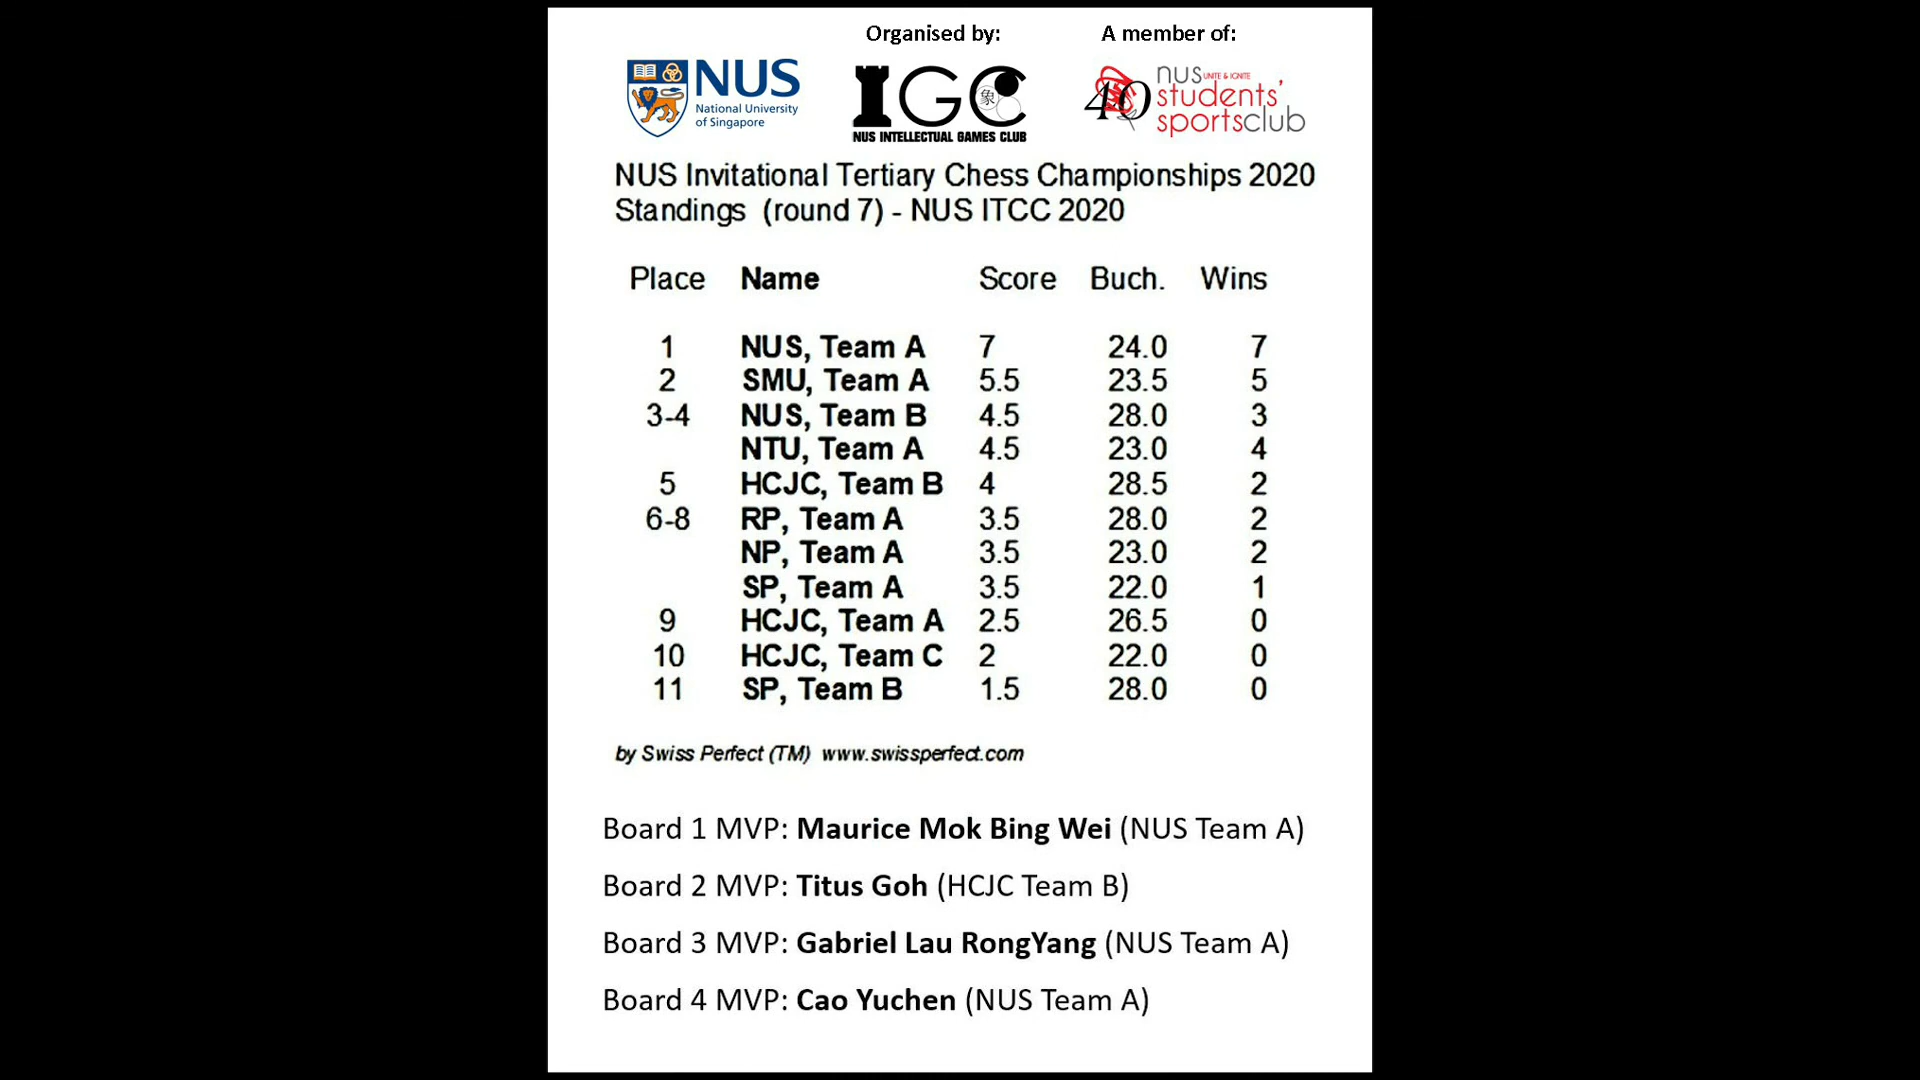 Organised by:
A member of:
NUS
National University
of Singapore
IGC
象
NUS INTELLECTUAL GAMES CLUB
40
nus UNITE & IGNITE
students'
sportsclub
NUS Invitational Tertiary Chess Championships 2020
Standings (round 7) - NUS ITCC 2020
Place Name Score Buch. Wins
1 NUS, Team A 7 24.0 7
2 SMU, Team A 5.5 23.5 5
3-4 NUS, Team B 4.5 28.0 3
NTU, Team A 4.5 23.0 4
5 HCJC, Team B 4 28.5 2
6-8 RP, Team A 3.5 28.0 2
NP, Team A 3.5 23.0 2
SP, Team A 3.5 22.0 1
9 HCJC, Team A 2.5 26.5 0
10 HCJC, Team C 2 22.0 0
11 SP, Team B 1.5 28.0 0
by Swiss Perfect (TM) www.swissperfect.com
Board 1 MVP: Maurice Mok Bing Wei (NUS Team A)
Board 2 MVP: Titus Goh (HCJC Team B)
Board 3 MVP: Gabriel Lau RongYang (NUS Team A)
Board 4 MVP: Cao Yuchen (NUS Team A)